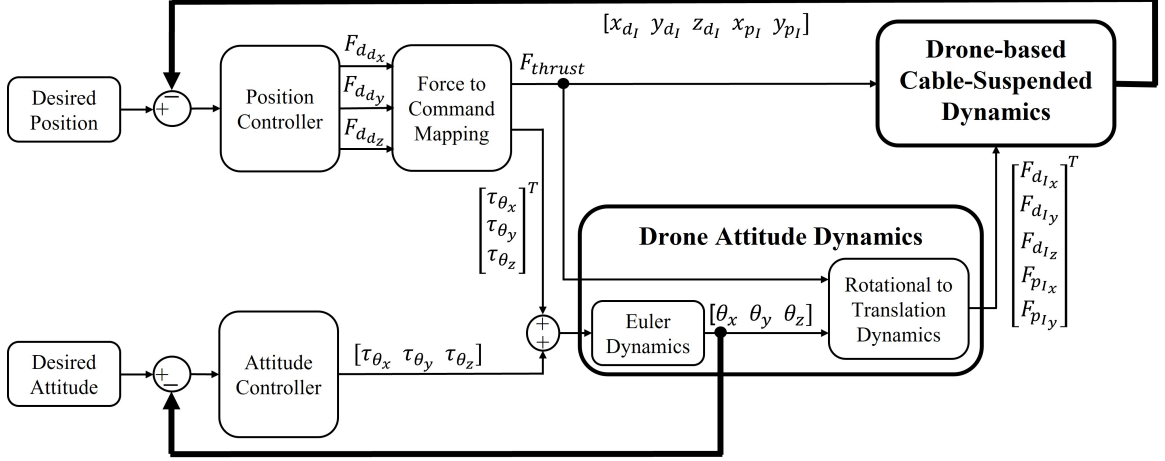 [x_{d_I} y_{d_I} z_{d_I} x_{p_I} y_{p_I}]
Desired
Position
+
−
Position
Controller
F_{d_{d_x}}
F_{d_{d_y}}
F_{d_{d_z}}
Force to
Command
Mapping
F_{thrust}
Drone-based
Cable-Suspended
Dynamics
[τ_{θ_x}
τ_{θ_y}
τ_{θ_z}]^T
[F_{d_{I_x}}
F_{d_{I_y}}
F_{d_{I_z}}
F_{p_{I_x}}
F_{p_{I_y}}]^T
Drone Attitude Dynamics
Rotational to
Translation
Dynamics
Euler
Dynamics
[θ_x θ_y θ_z]
+
+
Desired
Attitude
+
−
Attitude
Controller
[τ_{θ_x} τ_{θ_y} τ_{θ_z}]